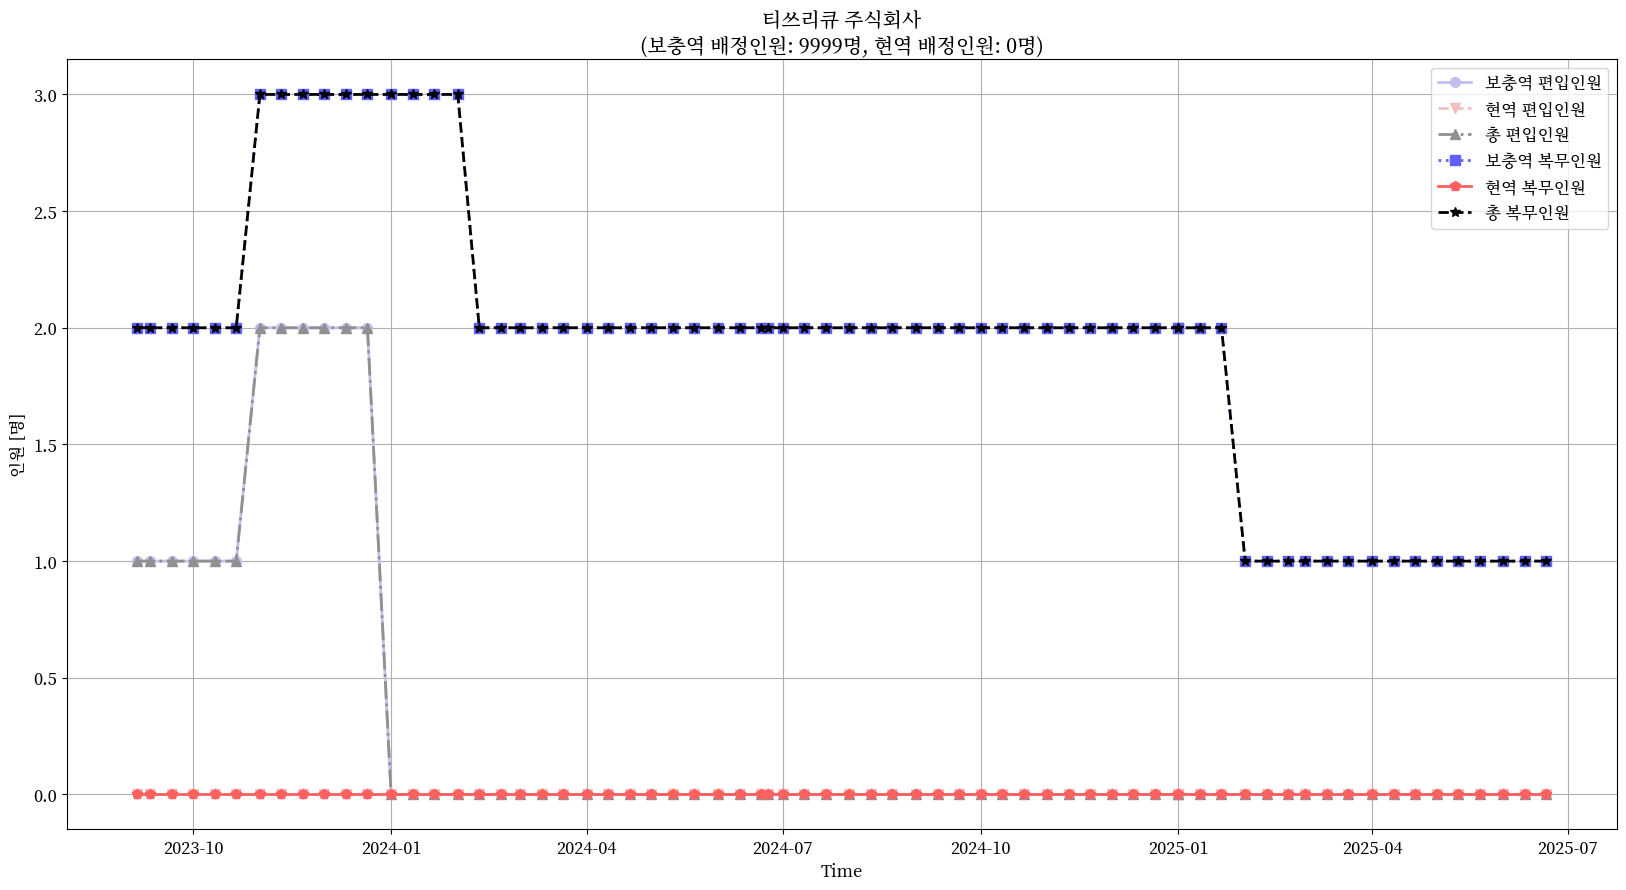 티쓰리큐 주식회사
(보충역 배정인원: 9999명, 현역 배정인원: 0명)
보충역 편입인원
현역 편입인원
총 편입인원
보충역 복무인원
현역 복무인원
총 복무인원
인원 [명]
3.0
2.5
2.0
1.5
1.0
0.5
0.0
2023-10
2024-01
2024-04
2024-07
2024-10
2025-01
2025-04
2025-07
Time